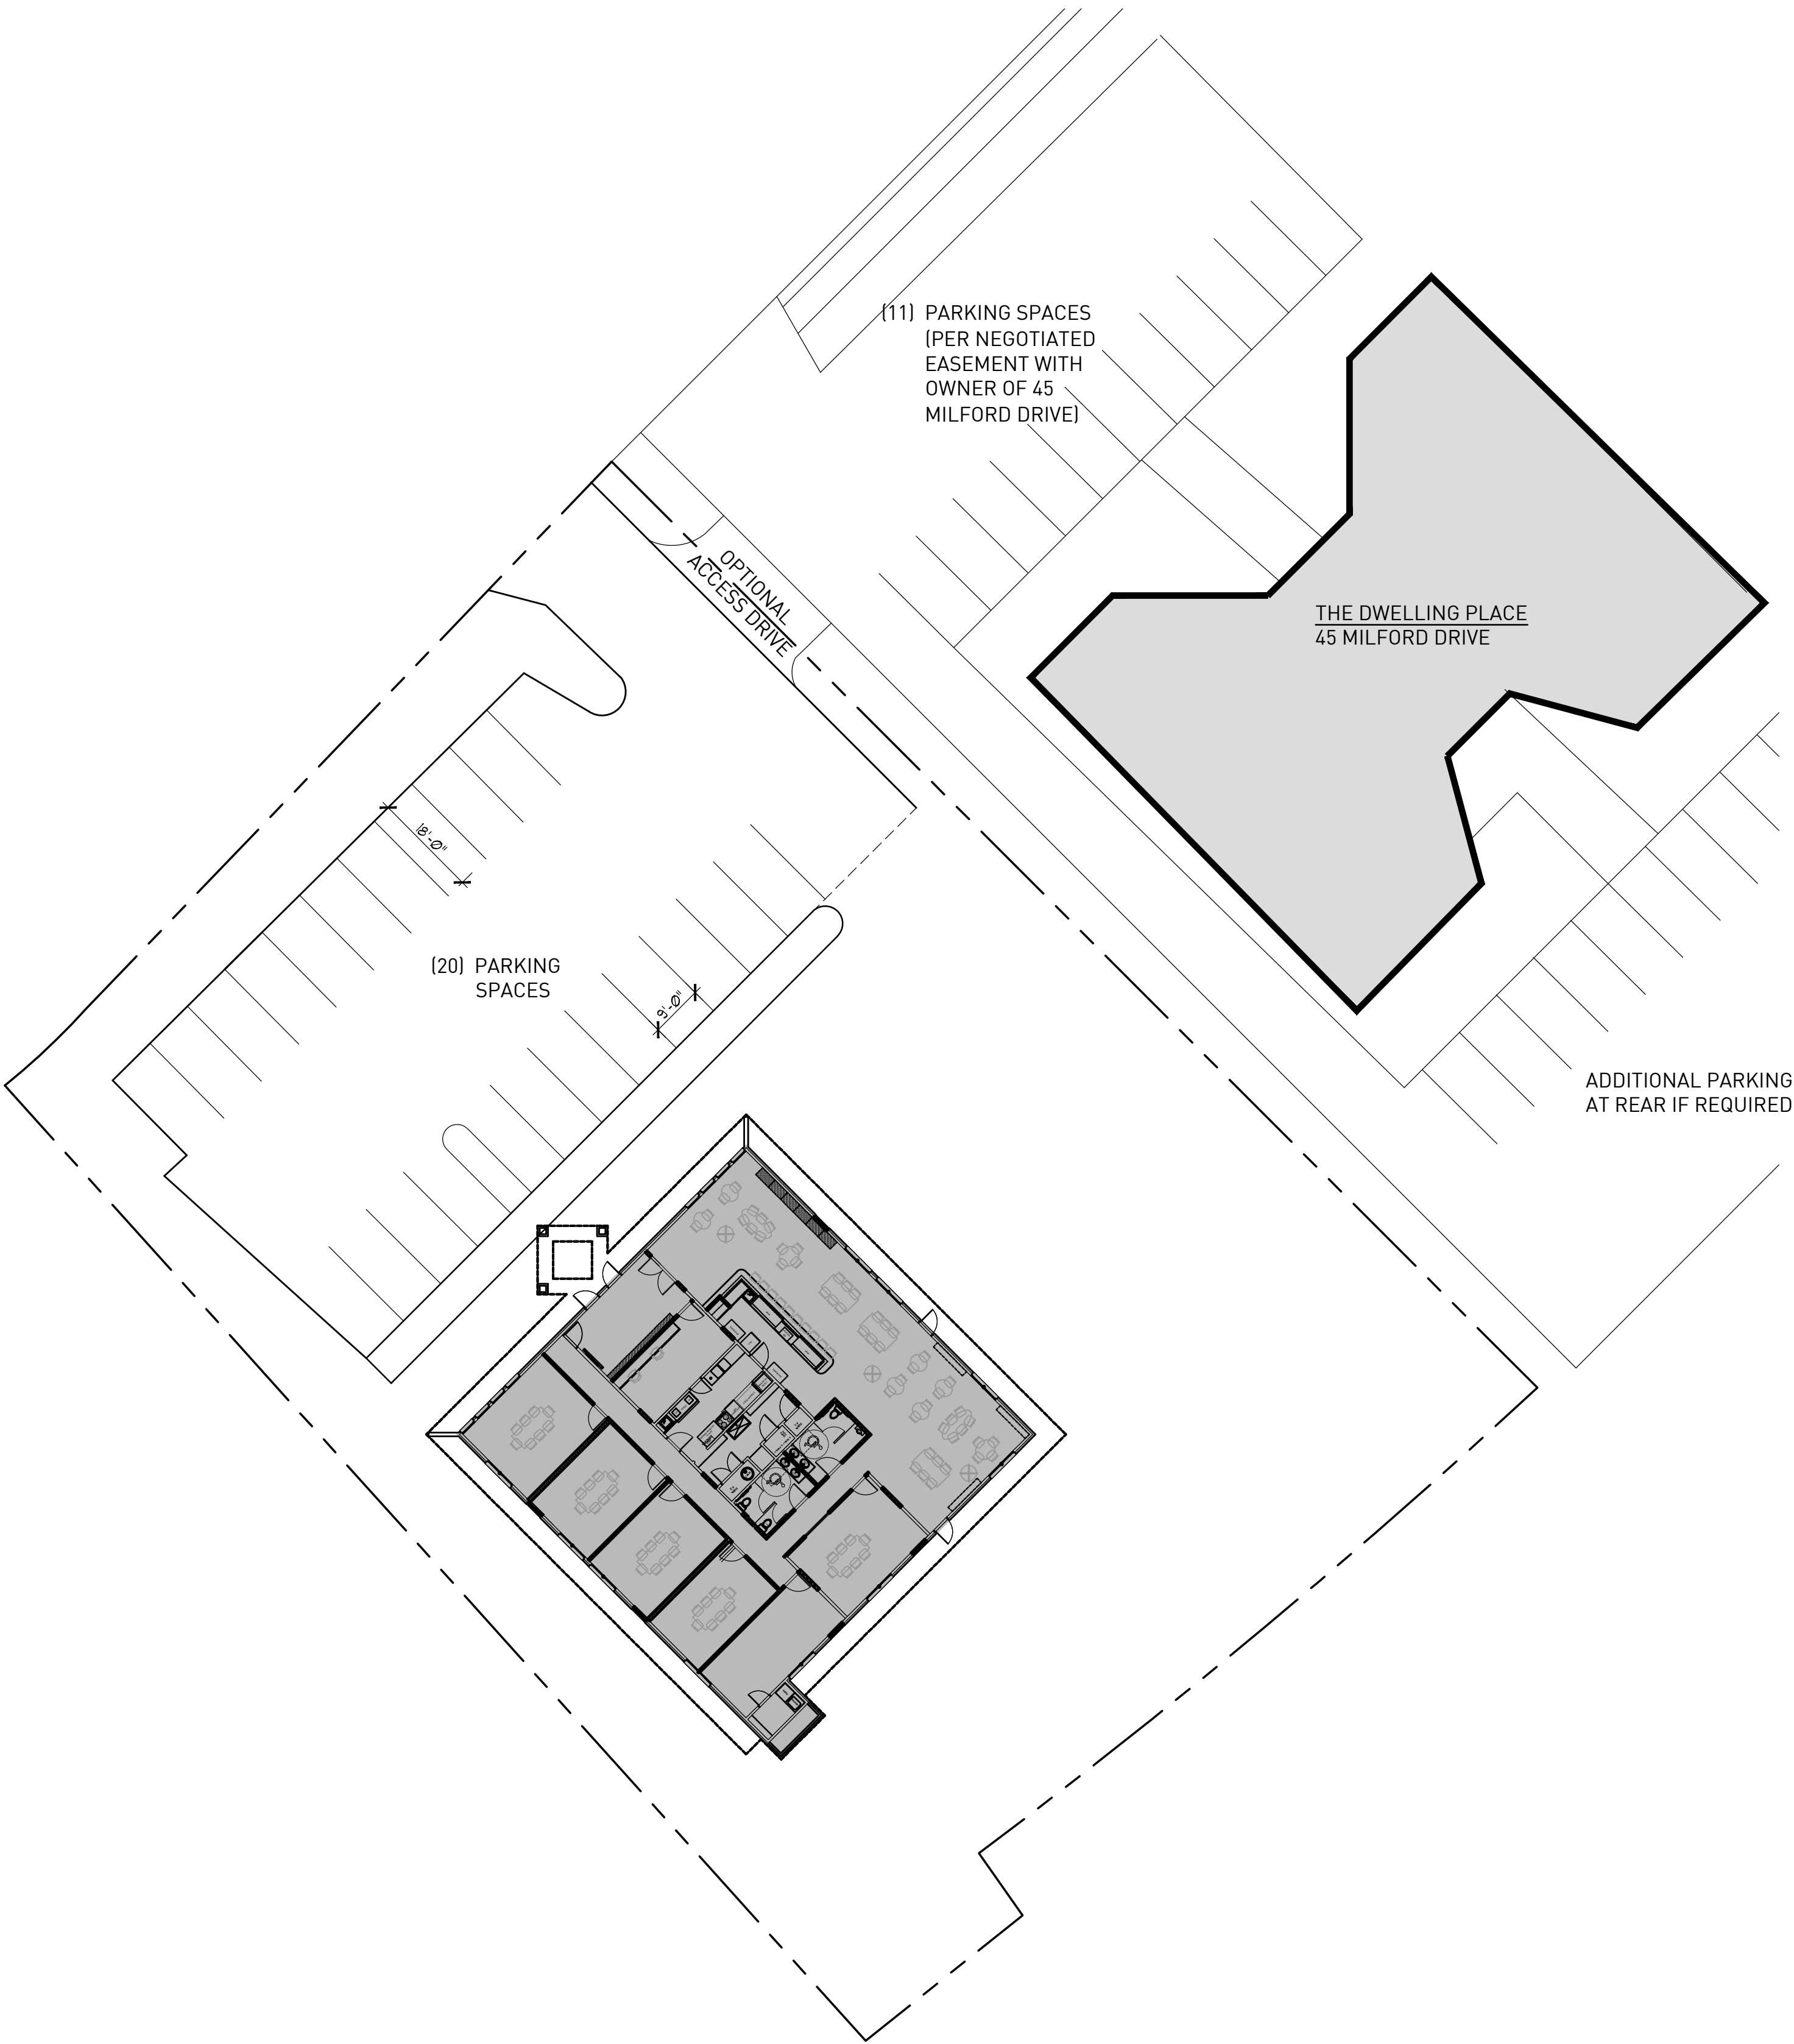 (11) PARKING SPACES
(PER NEGOTIATED
EASEMENT WITH
OWNER OF 45
MILFORD DRIVE)
OPTIONAL
ACCESS DRIVE
THE DWELLING PLACE
45 MILFORD DRIVE
18'-0"
(20) PARKING
SPACES
9'-0"
ADDITIONAL PARKING
AT REAR IF REQUIRED